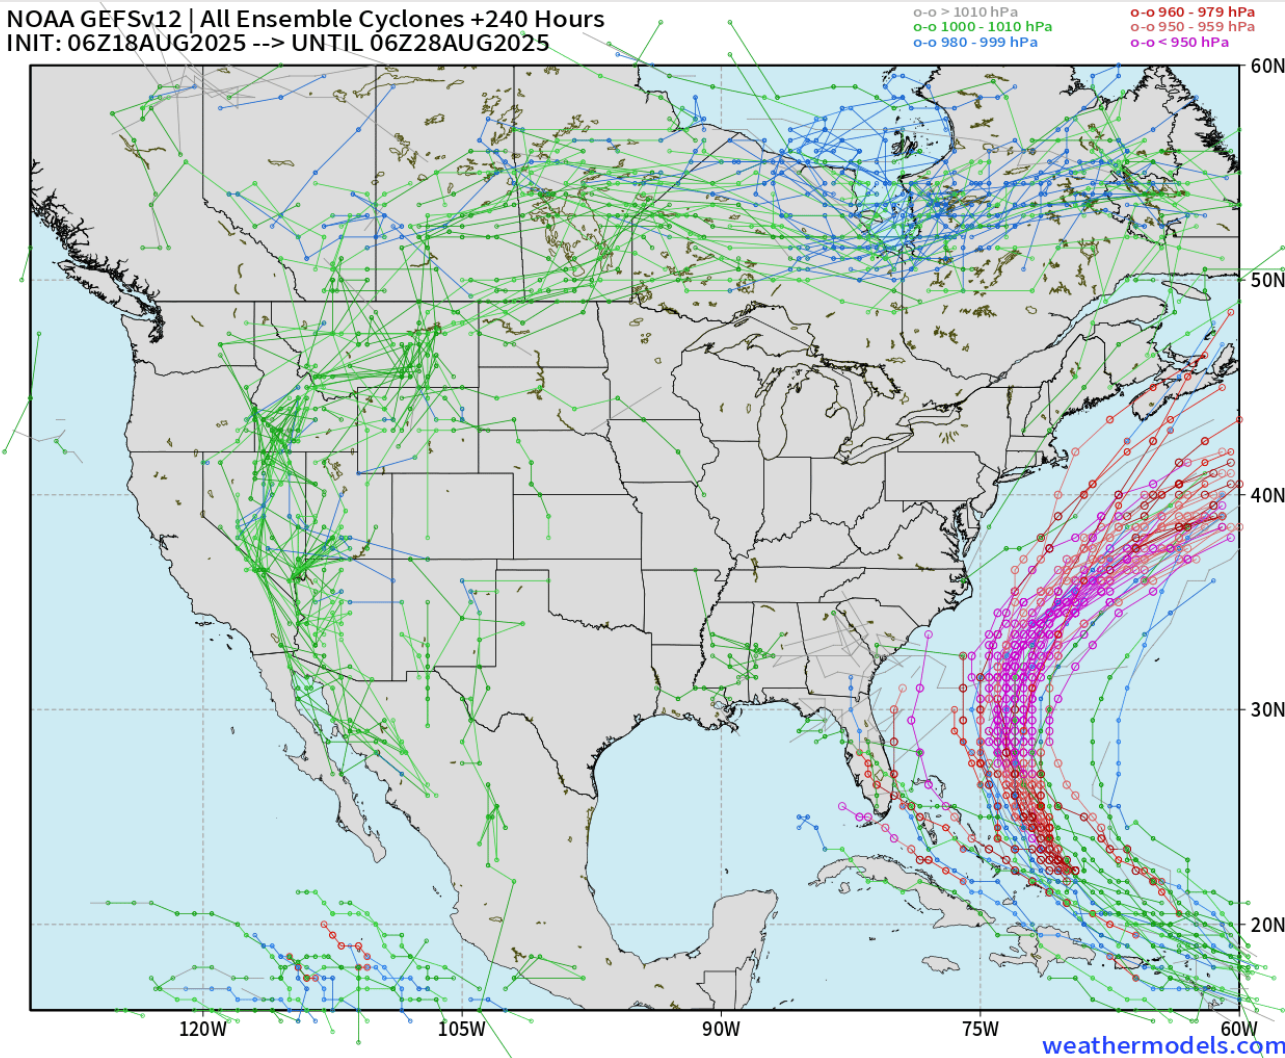 NOAA GEFSv12 | All Ensemble Cyclones +240 Hours
INIT: 06Z18AUG2025 --> UNTIL 06Z28AUG2025
o-o > 1010 hPa
o-o 1000 - 1010 hPa
o-o 980 - 999 hPa
o-o 960 - 979 hPa
o-o 950 - 959 hPa
o-o < 950 hPa
60N
50N
40N
30N
20N
120W 105W 90W 75W 60W
weathermodels.com